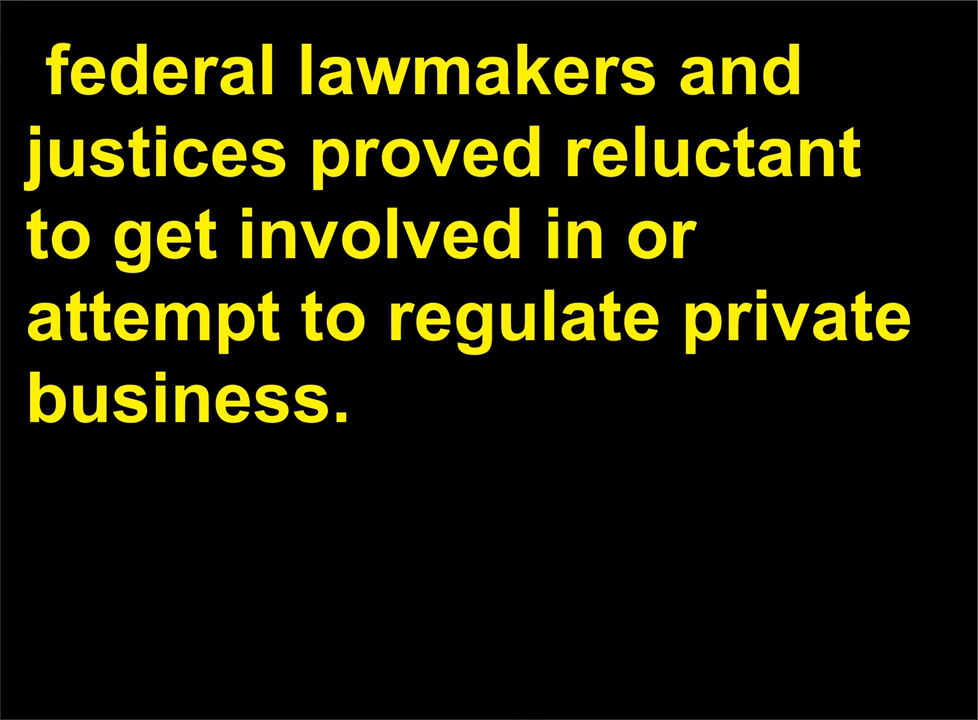 federal lawmakers and
justices proved reluctant
to get involved in or
attempt to regulate private
business.